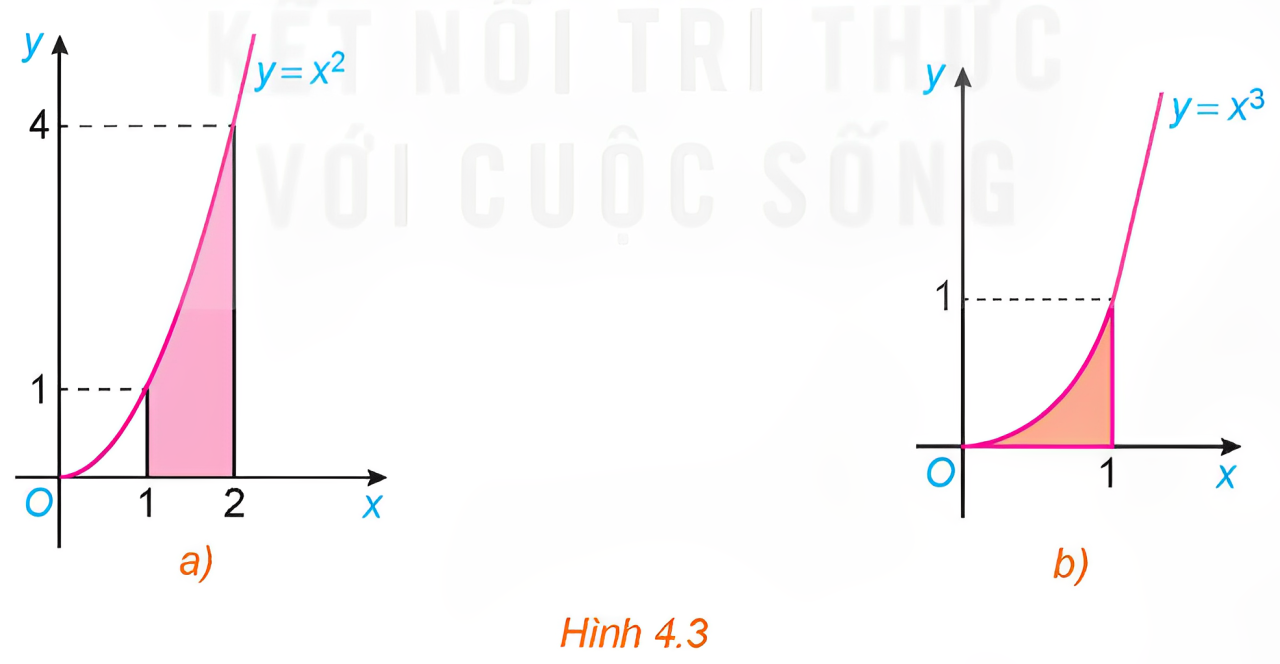 KẾT NỐI TRI THỨC
VỚI CUỘC SỐNG
y
y = x²
4
1
O
1
2
x
a)
y
y = x³
1
O
1
x
b)
Hình 4.3